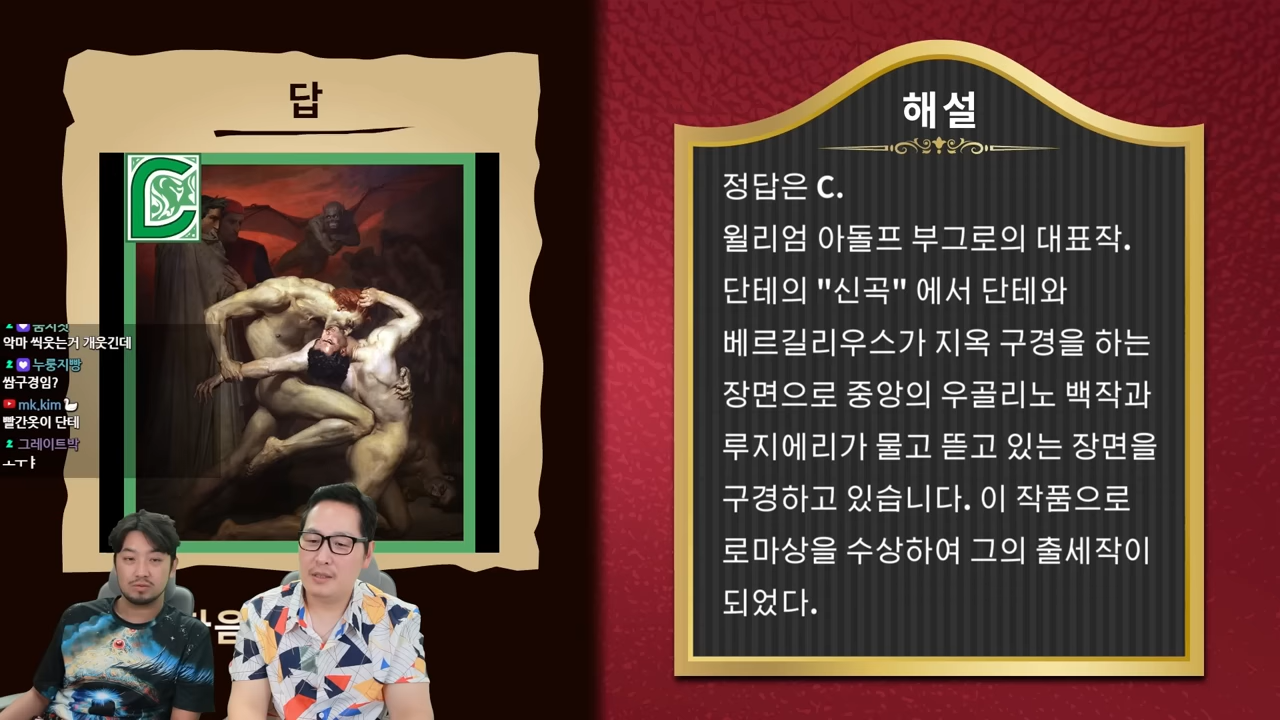 답
C
악마 씩웃는거 개웃긴데
누룽지빵
쌈구경임?
mk.kim
빨간옷이 단테
그레이트박
ㅗㅜㅑ
해설
정답은 C.
윌리엄 아돌프 부그로의 대표작.
단테의 "신곡" 에서 단테와
베르길리우스가 지옥 구경을 하는
장면으로 중앙의 우골리노 백작과
루지에리가 물고 뜯고 있는 장면을
구경하고 있습니다. 이 작품으로
로마상을 수상하여 그의 출세작이
되었다.